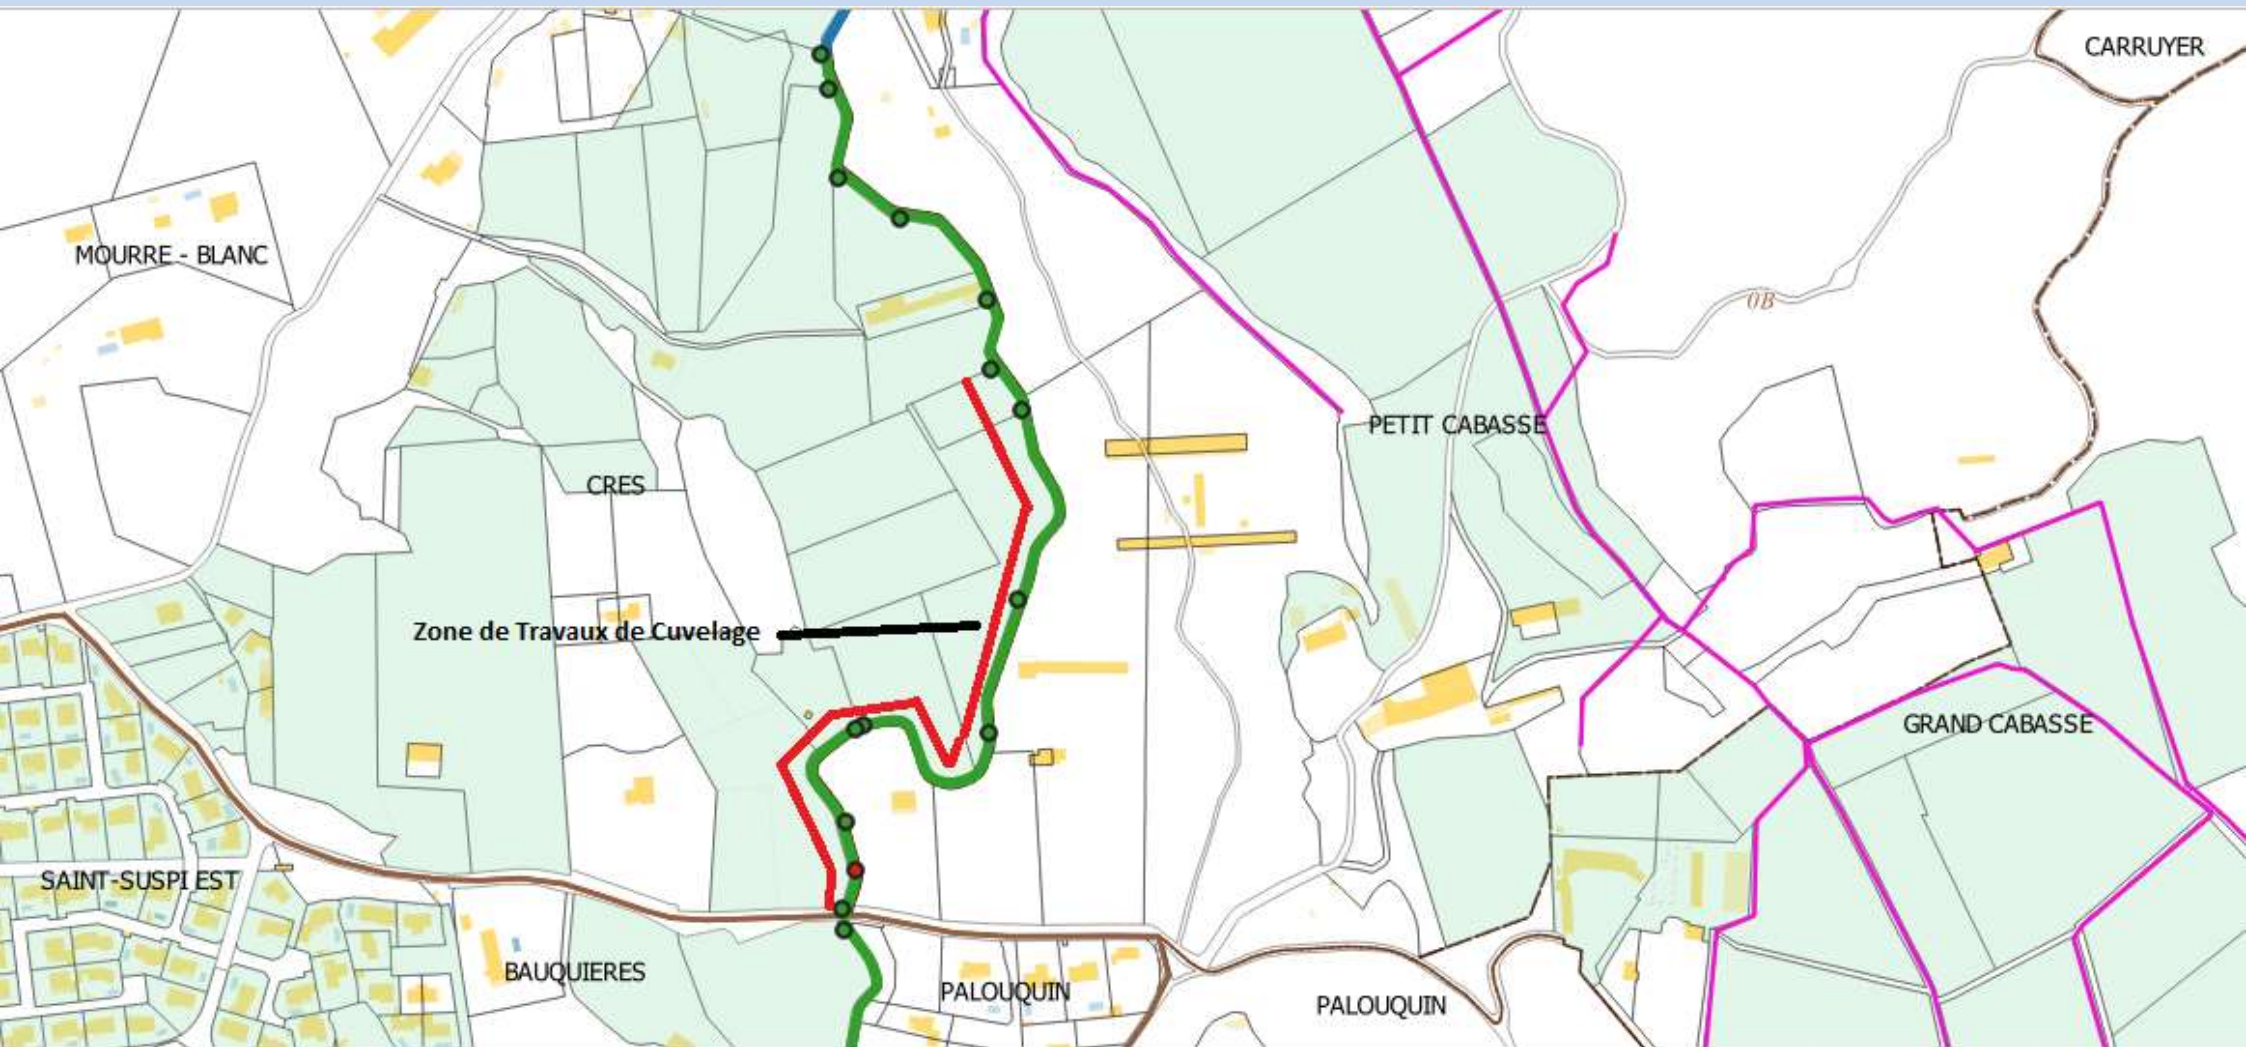 CARRUYER
MOURRE - BLANC
0B
PETIT CABASSE
CRES
Zone de Travaux de Cuvelage
GRAND CABASSE
SAINT-SUSPI EST
BAUQUIERES
PALOUQUIN
PALOUQUIN